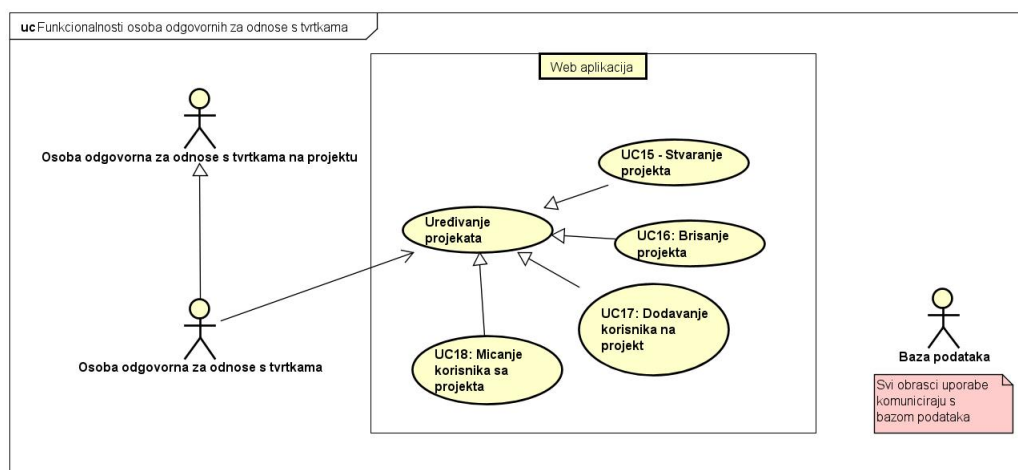 uc Funkcionalnosti osoba odgovornih za odnose s tvrtkama
Web aplikacija
Osoba odgovorna za odnose s tvrtkama na projektu
UC15 - Stvaranje
projekta
Uređivanje
projekata
UC16: Brisanje
projekta
UC17: Dodavanje
korisnika na
projekt
UC18: Micanje
korisnika sa
projekta
Osoba odgovorna za odnose s tvrtkama
Baza podataka
Svi obrasci uporabe
komuniciraju s
bazom podataka